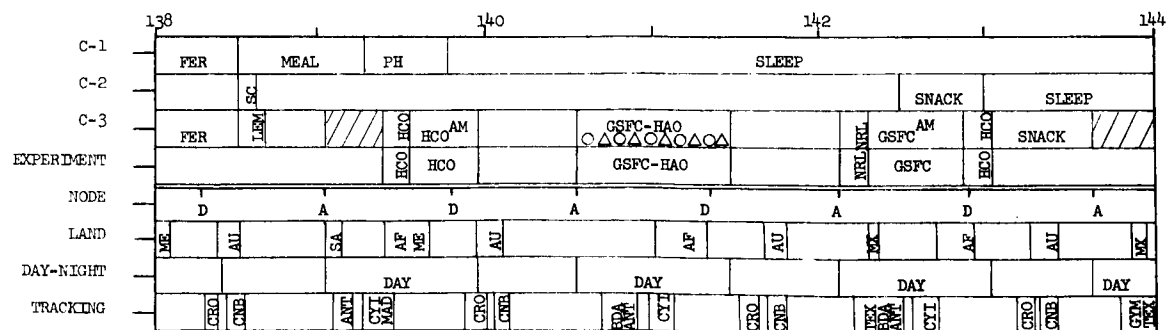 138 140 142 144
C-1 FER MEAL PH SLEEP
C-2 SC SNACK SLEEP
C-3 FER LEM HCO HCO AM GSFC-HAO NRL GSFC AM HCO SNACK
EXPERIMENT HCO HCO GSFC-HAO NRL GSFC HCO
NODE D A D A D A D A
LAND ME AU SA AF ME AU AF AU MX AF AU MX
DAY-NIGHT DAY DAY DAY DAY
TRACKING CRO CNB ANT CYI MAD CRO CNB BDA ANT CYI CRO CNB TEX BDA ANT CYI CRO CNB GYM TEX